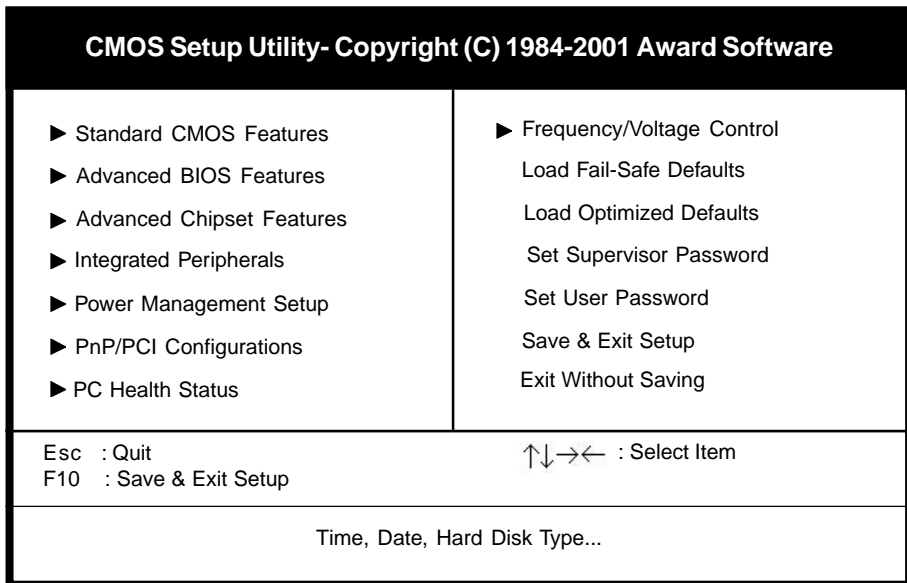 CMOS Setup Utility- Copyright (C) 1984-2001 Award Software
▶ Standard CMOS Features
▶ Advanced BIOS Features
▶ Advanced Chipset Features
▶ Integrated Peripherals
▶ Power Management Setup
▶ PnP/PCI Configurations
▶ PC Health Status
▶ Frequency/Voltage Control
Load Fail-Safe Defaults
Load Optimized Defaults
Set Supervisor Password
Set User Password
Save & Exit Setup
Exit Without Saving
Esc : Quit
F10 : Save & Exit Setup
↑↓→← : Select Item
Time, Date, Hard Disk Type...